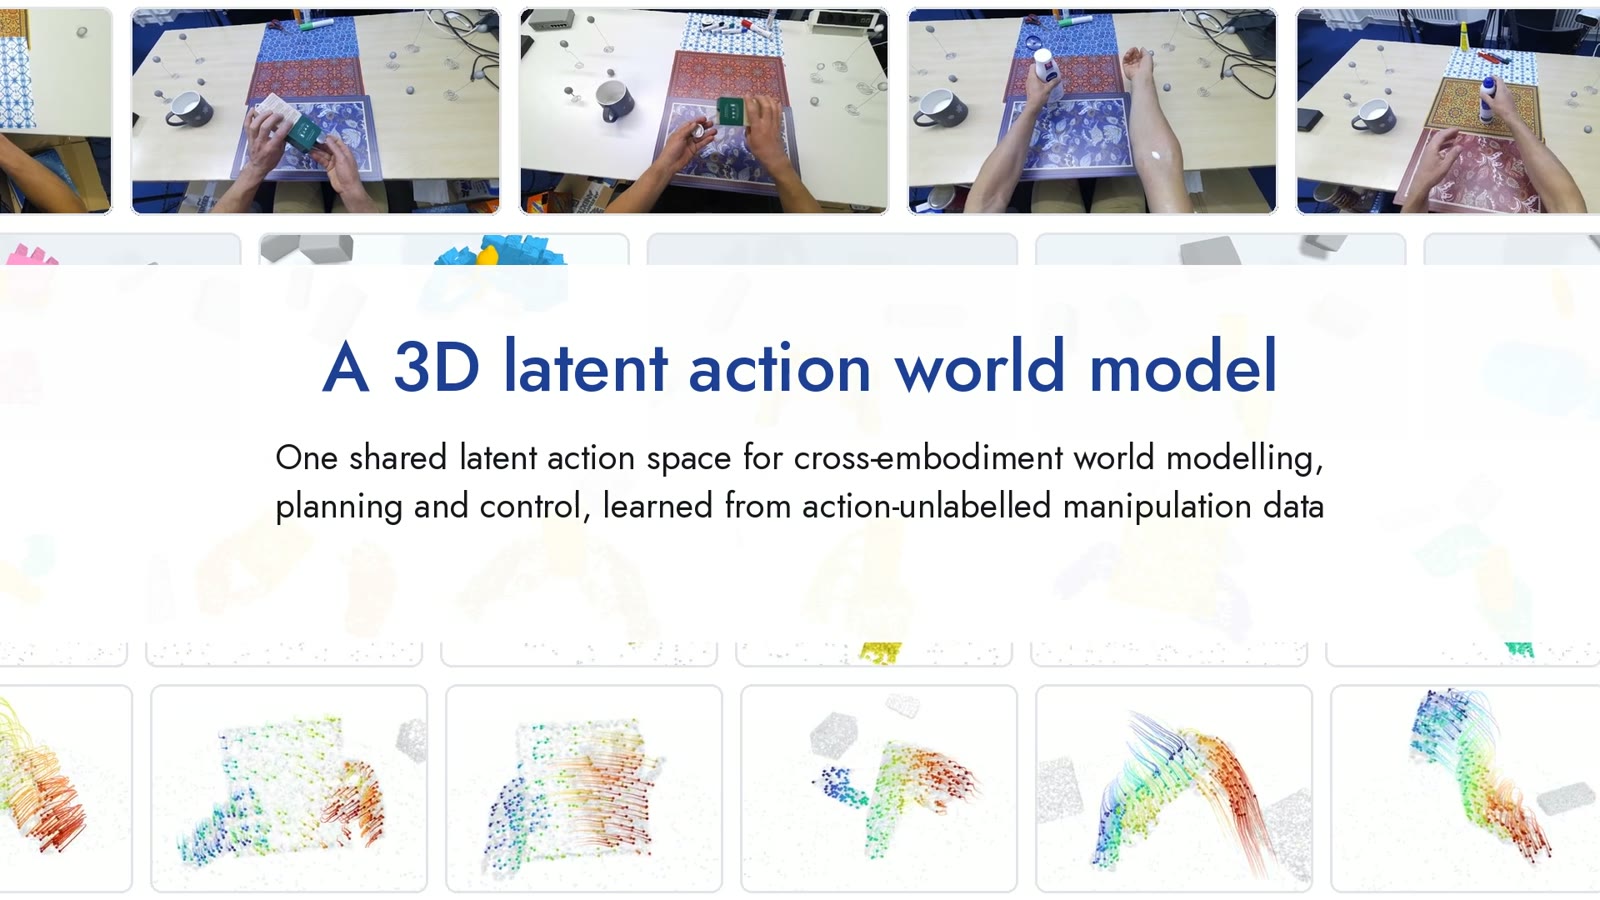 A 3D latent action world model
One shared latent action space for cross-embodiment world modelling,
planning and control, learned from action-unlabelled manipulation data